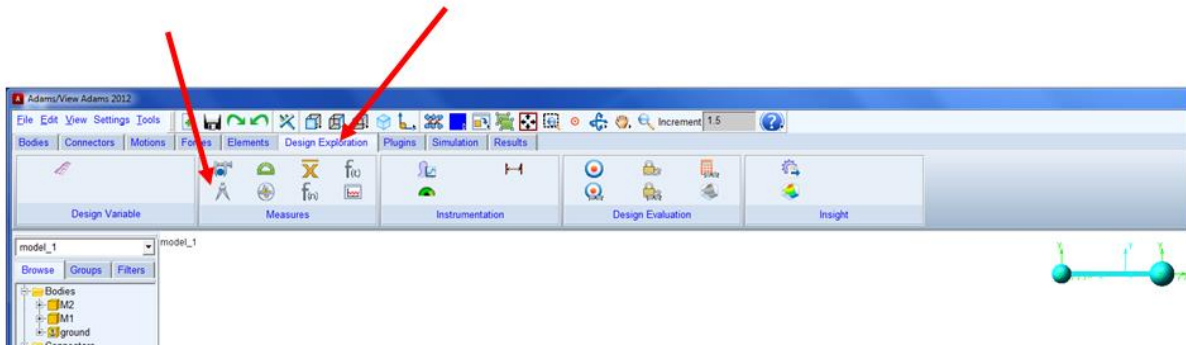 Adams/View Adams 2012
File Edit View Settings Tools
Increment 1.5
Bodies Connectors Motions Forces Elements Design Exploration Plugins Simulation Results
f(t)
f(n)
Design Variable Measures Instrumentation Design Evaluation Insight
model_1 model_1
Browse Groups Filters
Bodies
M2
M1
ground
Connectors